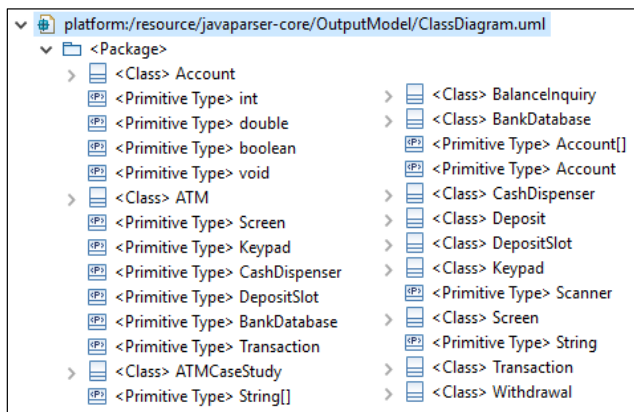 platform:/resource/javaparser-core/OutputModel/ClassDiagram.uml
<Package>
<Class> Account
<Primitive Type> int
<Primitive Type> double
<Primitive Type> boolean
<Primitive Type> void
<Class> ATM
<Primitive Type> Screen
<Primitive Type> Keypad
<Primitive Type> CashDispenser
<Primitive Type> DepositSlot
<Primitive Type> BankDatabase
<Primitive Type> Transaction
<Class> ATMCaseStudy
<Primitive Type> String[]
<Class> BalanceInquiry
<Class> BankDatabase
<Primitive Type> Account[]
<Primitive Type> Account
<Class> CashDispenser
<Class> Deposit
<Class> DepositSlot
<Class> Keypad
<Primitive Type> Scanner
<Class> Screen
<Primitive Type> String
<Class> Transaction
<Class> Withdrawal